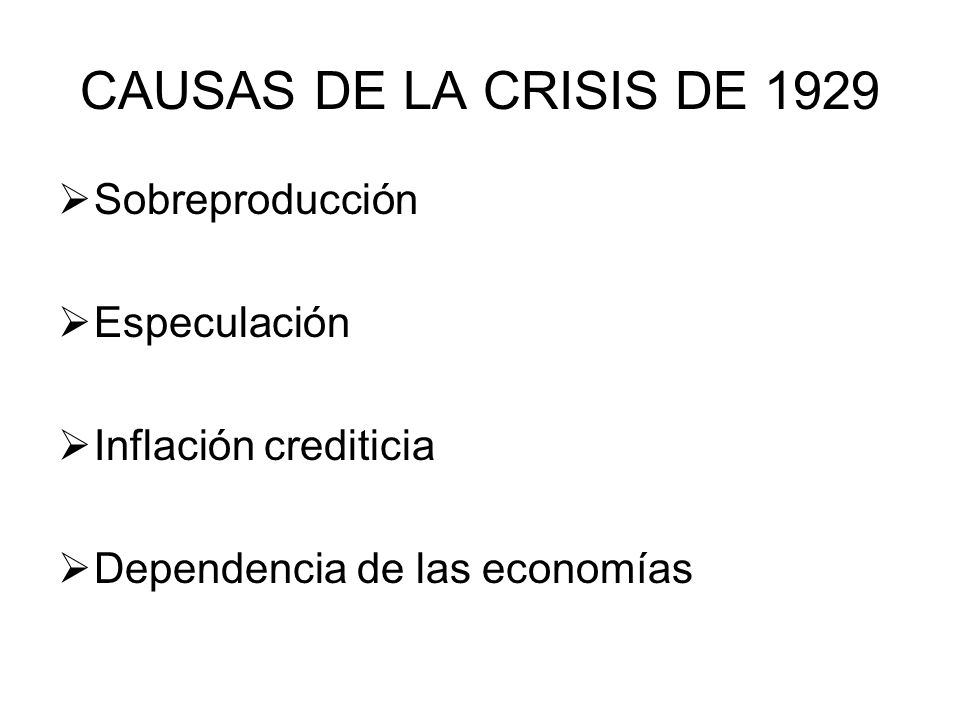 CAUSAS DE LA CRISIS DE 1929
➢Sobreproducción
➢Especulación
➢Inflación crediticia
➢Dependencia de las economías